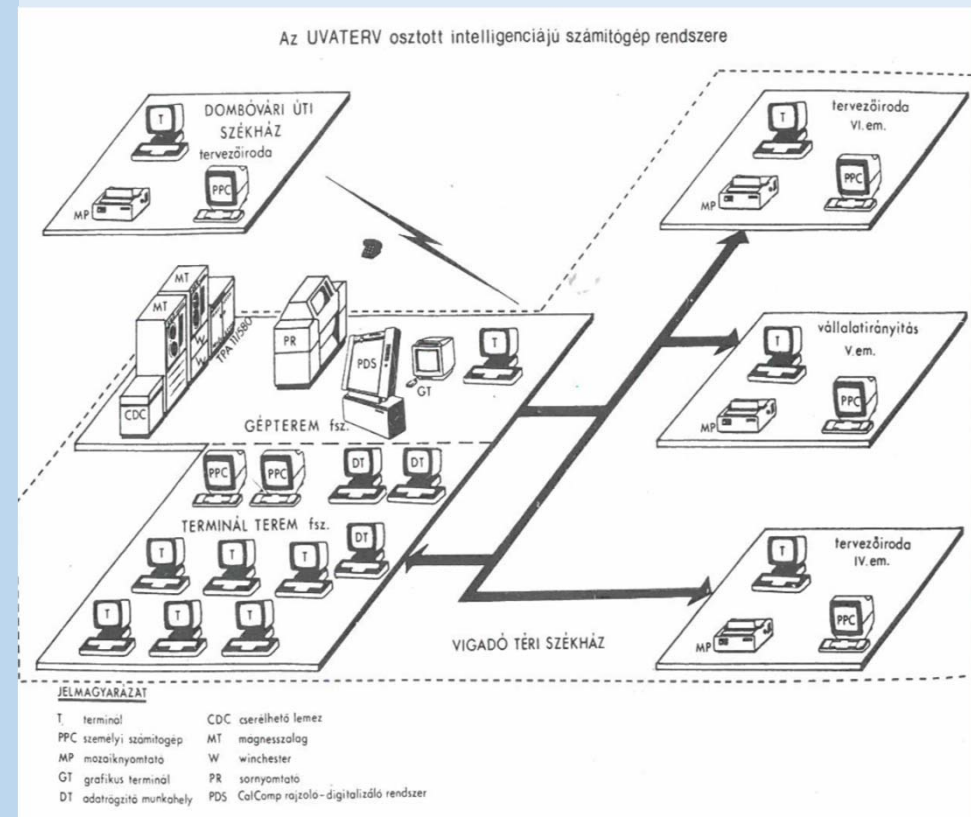 Az UVATERV osztott intelligenciájú számitógép rendszere
T
DOMBÓVÁRI ÚTI
SZÉKHÁZ
tervezőiroda
PPC
MP
T
tervezőiroda
VI. em.
PPC
MP
MT
MT
W
W
TPA 11/580
CDC
PR
PDS
GT
T
GÉPTEREM fsz.
T
vállalatirányitás
V. em.
PPC
MP
PPC
PPC
DT
DT
TERMINÁL TEREM fsz.
DT
T
T
T
T
T
T
T
tervezőiroda
IV. em.
PPC
MP
VIGADÓ TÉRI SZÉKHÁZ
JELMAGYARÁZAT
T terminál
PPC személyi számitógép
MP mozaiknyomtató
GT grafikus terminál
DT adatrögzitő munkahely
CDC cserélhető lemez
MT magnesszalag
W winchester
PR sornyomtató
PDS CalComp rajzoló-digitalizáló rendszer